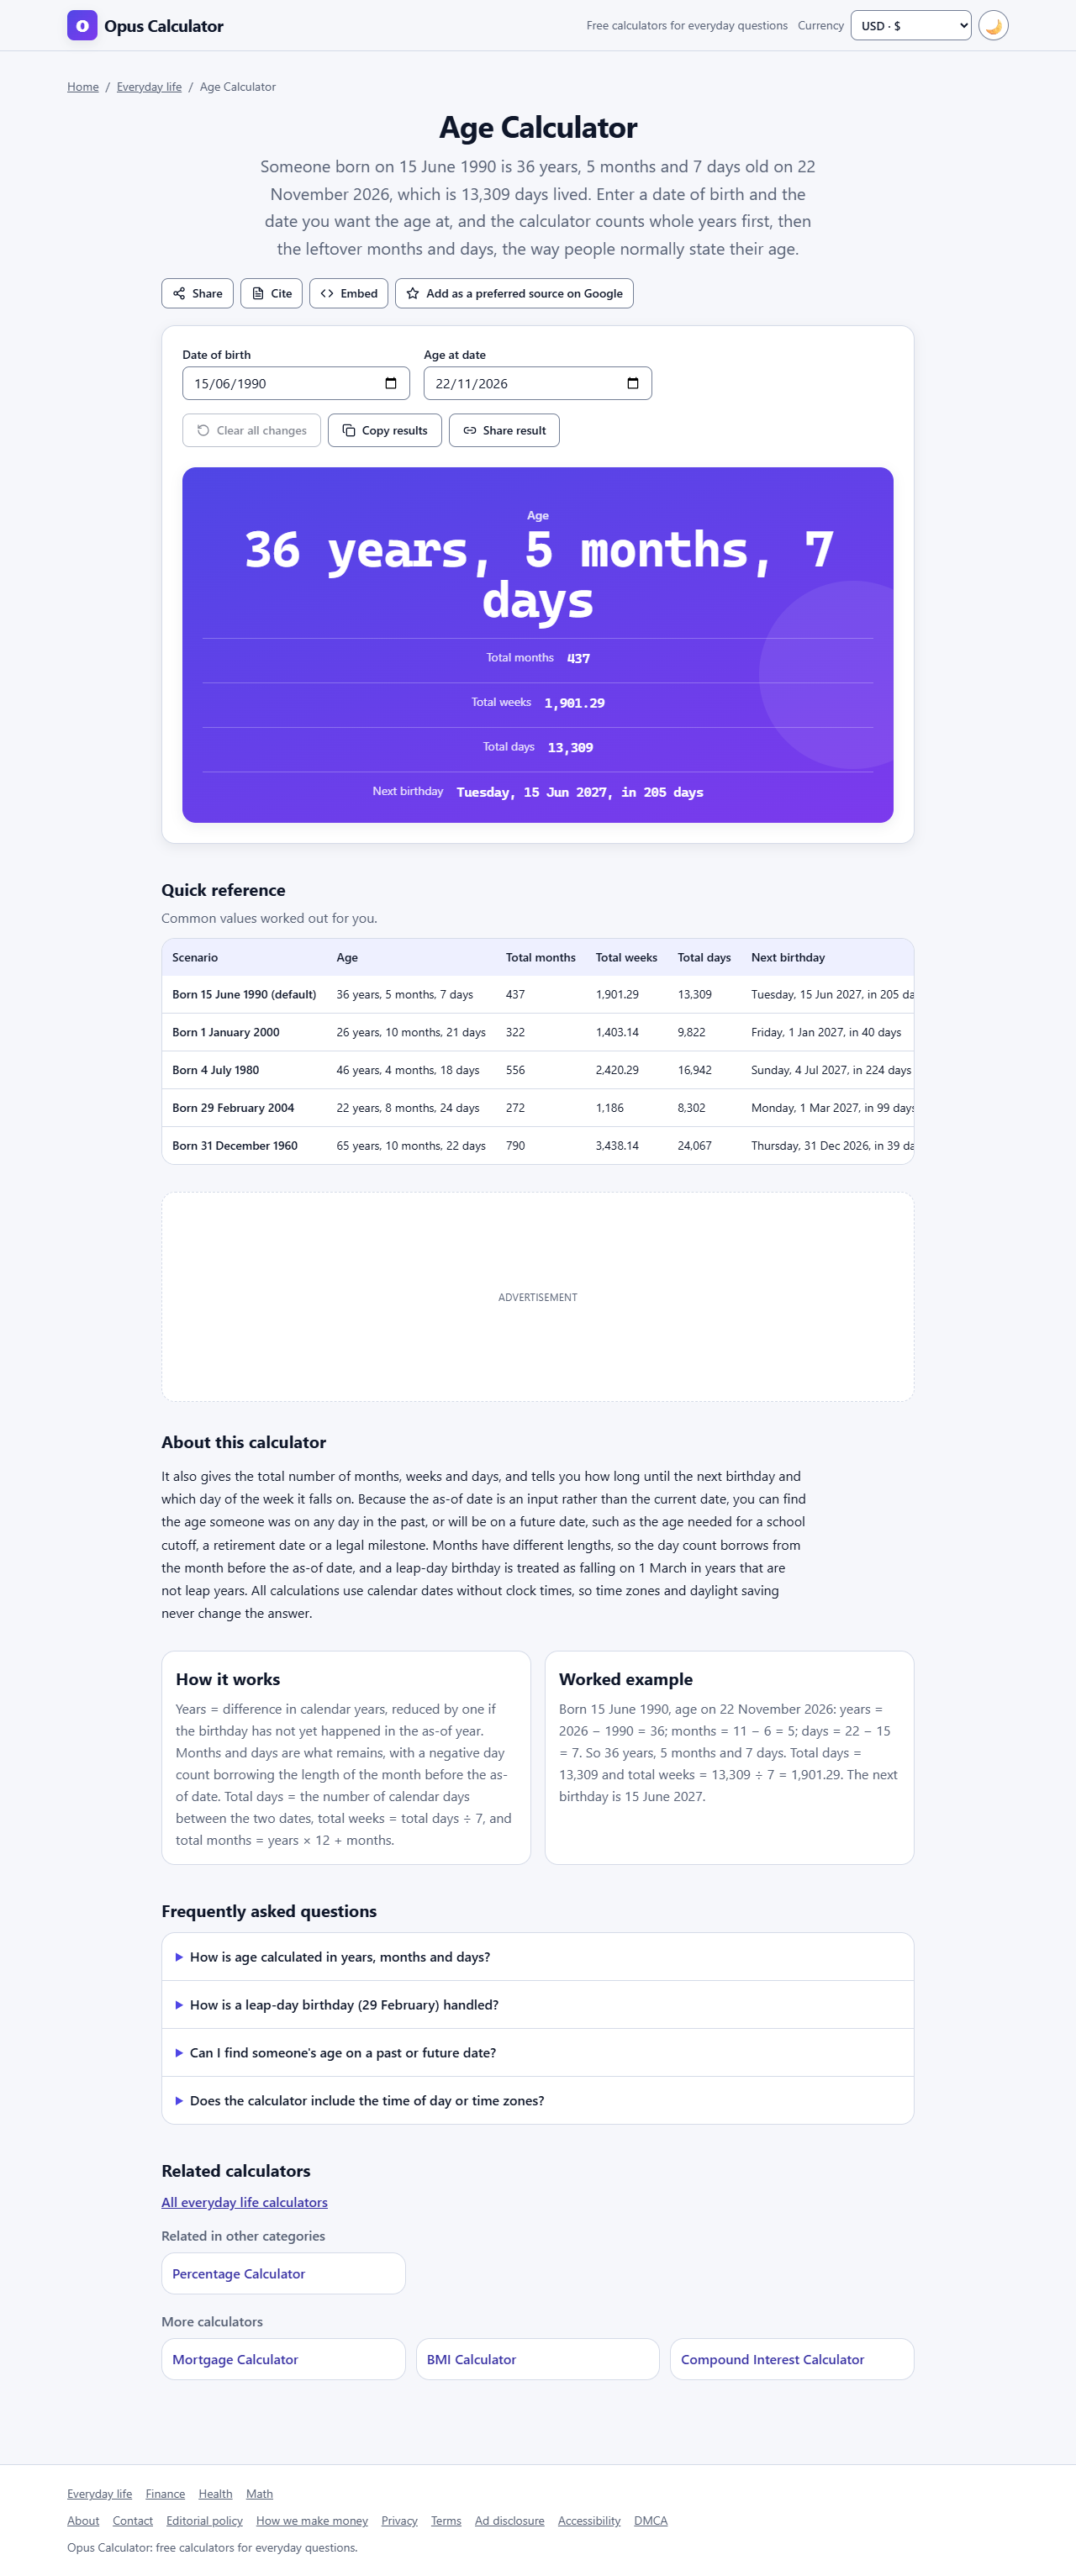 O Opus Calculator
Free calculators for everyday questions Currency USD · $
Home / Everyday life / Age Calculator
Age Calculator
Someone born on 15 June 1990 is 36 years, 5 months and 7 days old on 22
November 2026, which is 13,309 days lived. Enter a date of birth and the
date you want the age at, and the calculator counts whole years first, then
the leftover months and days, the way people normally state their age.
Share Cite Embed Add as a preferred source on Google
Date of birth Age at date
15/06/1990 22/11/2026
Clear all changes Copy results Share result
Age
36 years, 5 months, 7
days
Total months 437
Total weeks 1,901.29
Total days 13,309
Next birthday Tuesday, 15 Jun 2027, in 205 days
Quick reference
Common values worked out for you.
Scenario Age Total months Total weeks Total days Next birthday
Born 15 June 1990 (default) 36 years, 5 months, 7 days 437 1,901.29 13,309 Tuesday, 15 Jun 2027, in 205 da
Born 1 January 2000 26 years, 10 months, 21 days 322 1,403.14 9,822 Friday, 1 Jan 2027, in 40 days
Born 4 July 1980 46 years, 4 months, 18 days 556 2,420.29 16,942 Sunday, 4 Jul 2027, in 224 days
Born 29 February 2004 22 years, 8 months, 24 days 272 1,186 8,302 Monday, 1 Mar 2027, in 99 days
Born 31 December 1960 65 years, 10 months, 22 days 790 3,438.14 24,067 Thursday, 31 Dec 2026, in 39 da
ADVERTISEMENT
About this calculator
It also gives the total number of months, weeks and days, and tells you how long until the next birthday and
which day of the week it falls on. Because the as-of date is an input rather than the current date, you can find
the age someone was on any day in the past, or will be on a future date, such as the age needed for a school
cutoff, a retirement date or a legal milestone. Months have different lengths, so the day count borrows from
the month before the as-of date, and a leap-day birthday is treated as falling on 1 March in years that are
not leap years. All calculations use calendar dates without clock times, so time zones and daylight saving
never change the answer.
How it works
Years = difference in calendar years, reduced by one if
the birthday has not yet happened in the as-of year.
Months and days are what remains, with a negative day
count borrowing the length of the month before the as-
of date. Total days = the number of calendar days
between the two dates, total weeks = total days ÷ 7, and
total months = years × 12 + months.
Worked example
Born 15 June 1990, age on 22 November 2026: years =
2026 − 1990 = 36; months = 11 − 6 = 5; days = 22 − 15
= 7. So 36 years, 5 months and 7 days. Total days =
13,309 and total weeks = 13,309 ÷ 7 = 1,901.29. The next
birthday is 15 June 2027.
Frequently asked questions
How is age calculated in years, months and days?
How is a leap-day birthday (29 February) handled?
Can I find someone's age on a past or future date?
Does the calculator include the time of day or time zones?
Related calculators
All everyday life calculators
Related in other categories
Percentage Calculator
More calculators
Mortgage Calculator BMI Calculator Compound Interest Calculator
Everyday life Finance Health Math
About Contact Editorial policy How we make money Privacy Terms Ad disclosure Accessibility DMCA
Opus Calculator: free calculators for everyday questions.